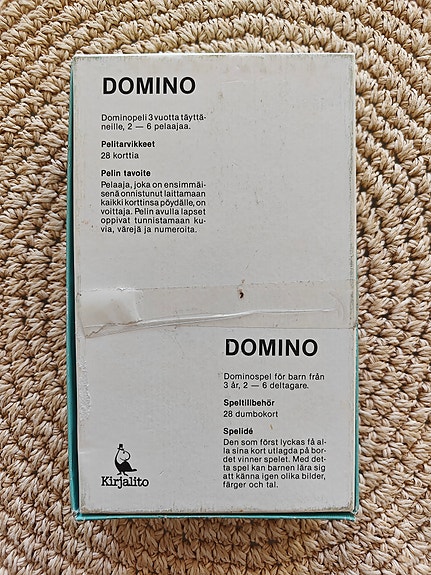 DOMINO
Dominopeli 3 vuotta täyttä-
neille, 2 — 6 pelaajaa.
Pelitarvikkeet
28 korttia
Pelin tavoite
Pelaaja, joka on ensimmäi-
senä onnistunut laittamaan
kaikki korttinsa pöydälle, on
voittaja. Pelin avulla lapset
oppivat tunnistamaan ku-
via, värejä ja numeroita.
DOMINO
Dominospel för barn från
3 år, 2 — 6 deltagare.
Speltillbehör
28 dumbokort
Spelidé
Den som först lyckas få al-
la sina kort utlagda på bor-
det vinner spelet. Med det-
ta spel kan barnen lära sig
att känna igen olika bilder,
färger och tal.
Kirjalito